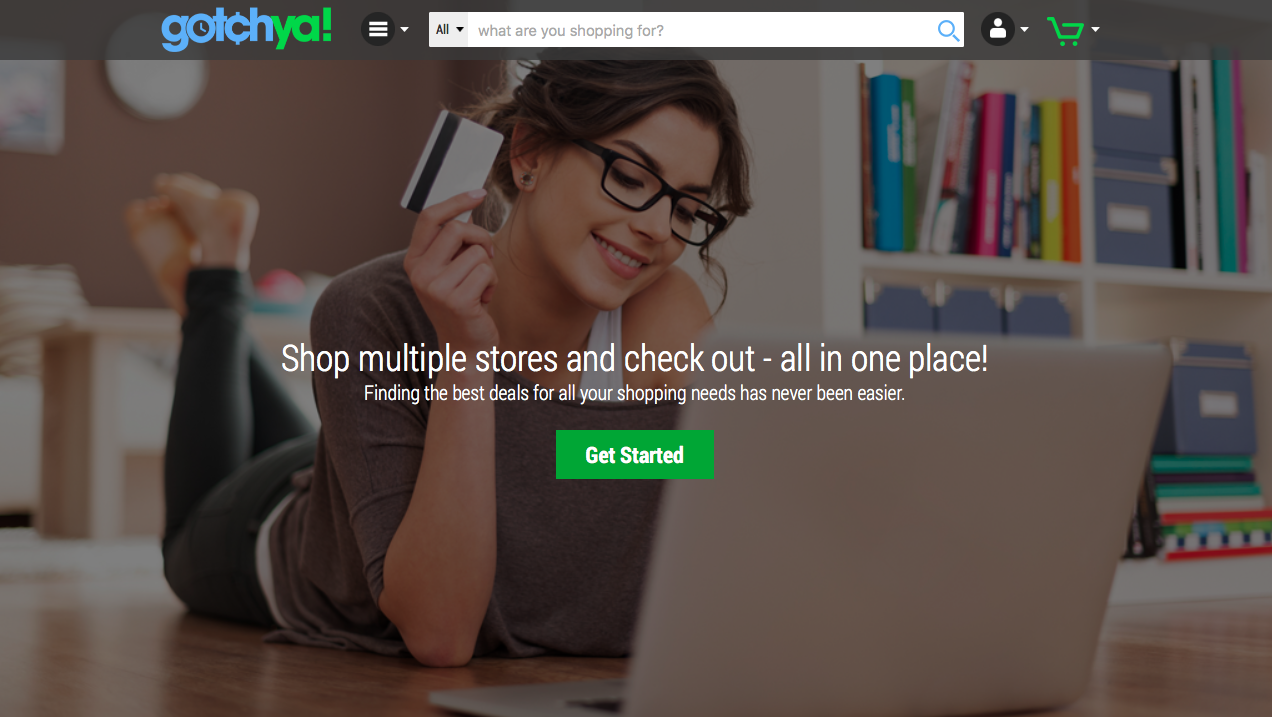 gotchya!
All
what are you shopping for?
Shop multiple stores and check out - all in one place!
Finding the best deals for all your shopping needs has never been easier.
Get Started